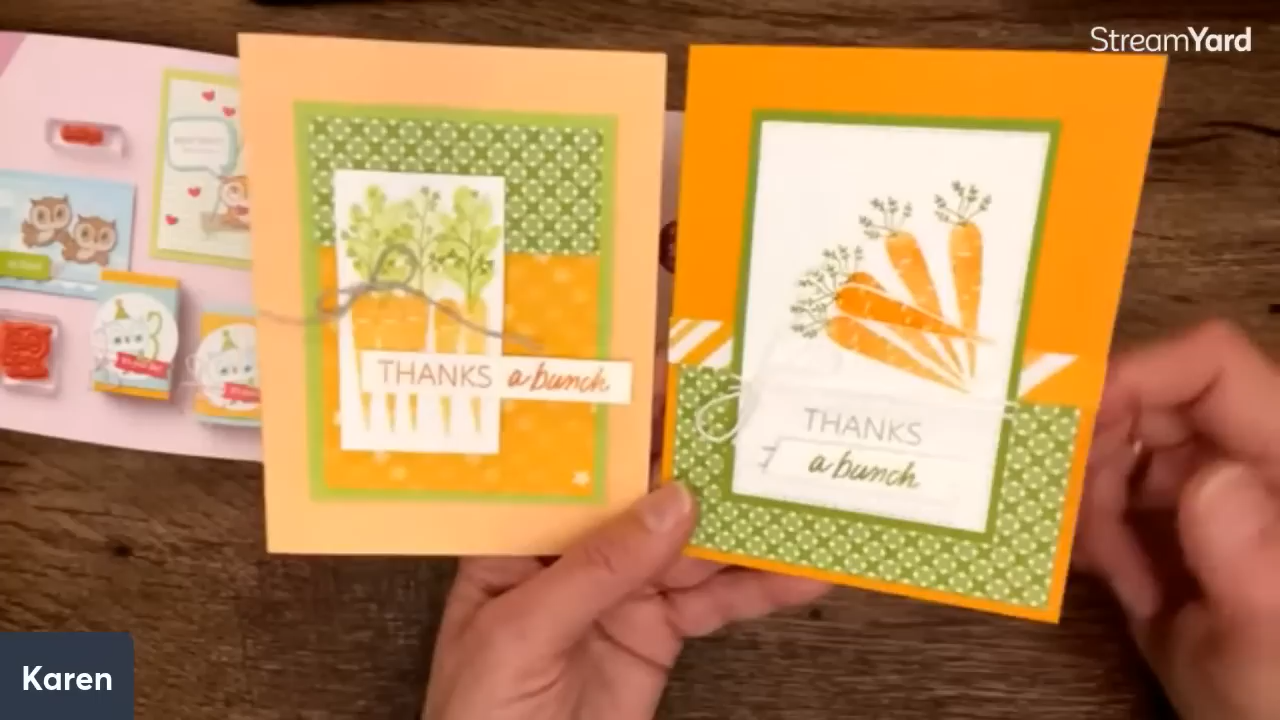 StreamYard
THANKS a bunch
THANKS
a bunch
Karen